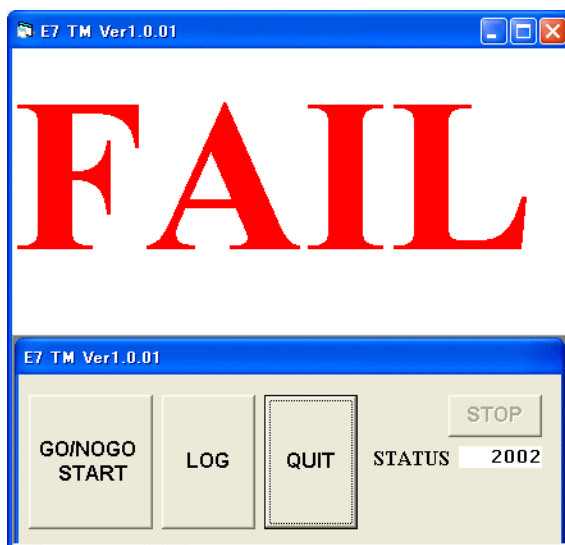 E7 TM Ver1.0.01
FAIL
E7 TM Ver1.0.01
GO/NOGO
START
LOG
QUIT
STOP
STATUS 2002